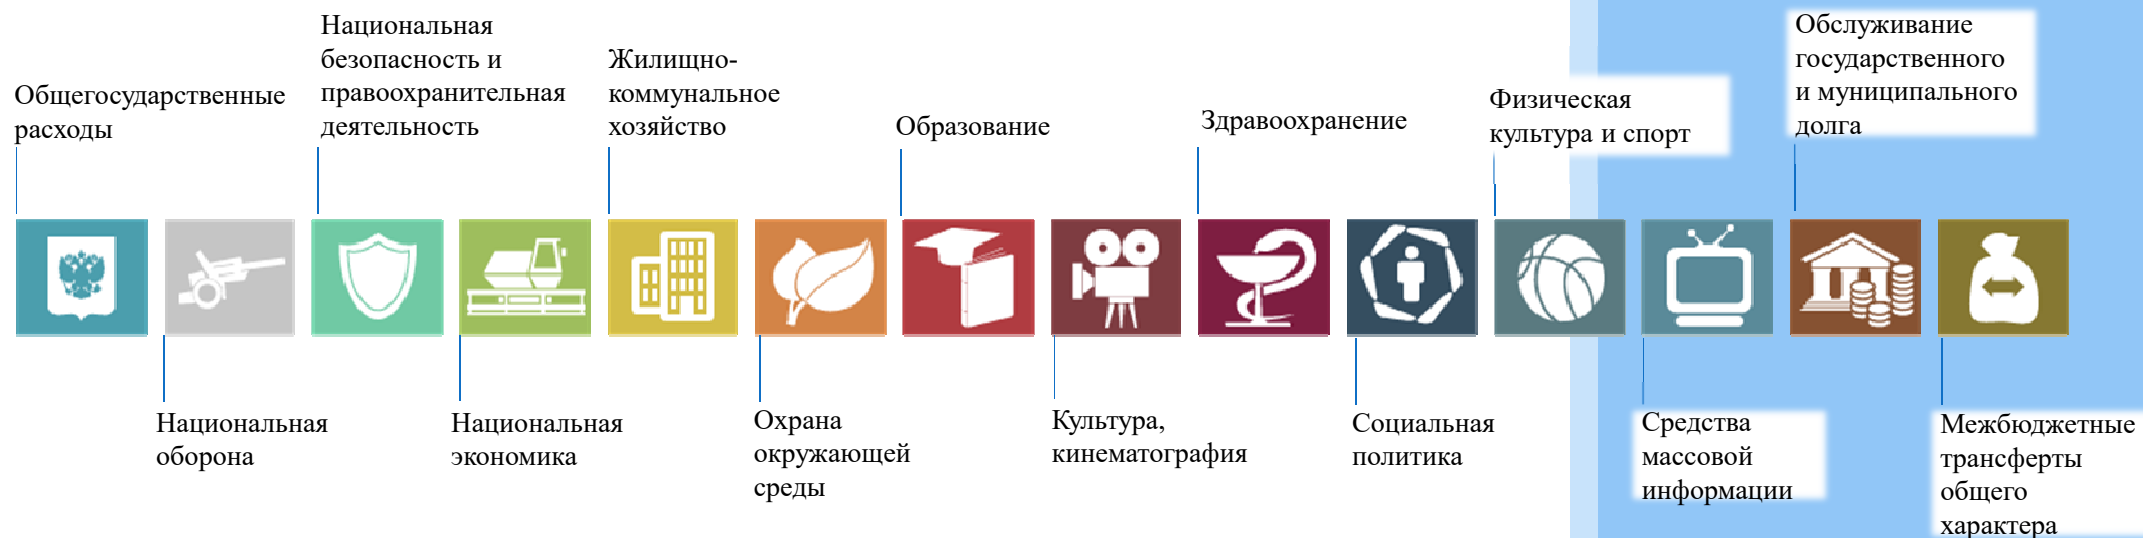 Общегосударственные
расходы
Национальная
безопасность и
правоохранительная
деятельность
Жилищно-
коммунальное
хозяйство
Образование
Здравоохранение
Физическая
культура и спорт
Обслуживание
государственного
и муниципального
долга
Национальная
оборона
Национальная
экономика
Охрана
окружающей
среды
Культура,
кинематография
Социальная
политика
Средства
массовой
информации
Межбюджетные
трансферты
общего
характера